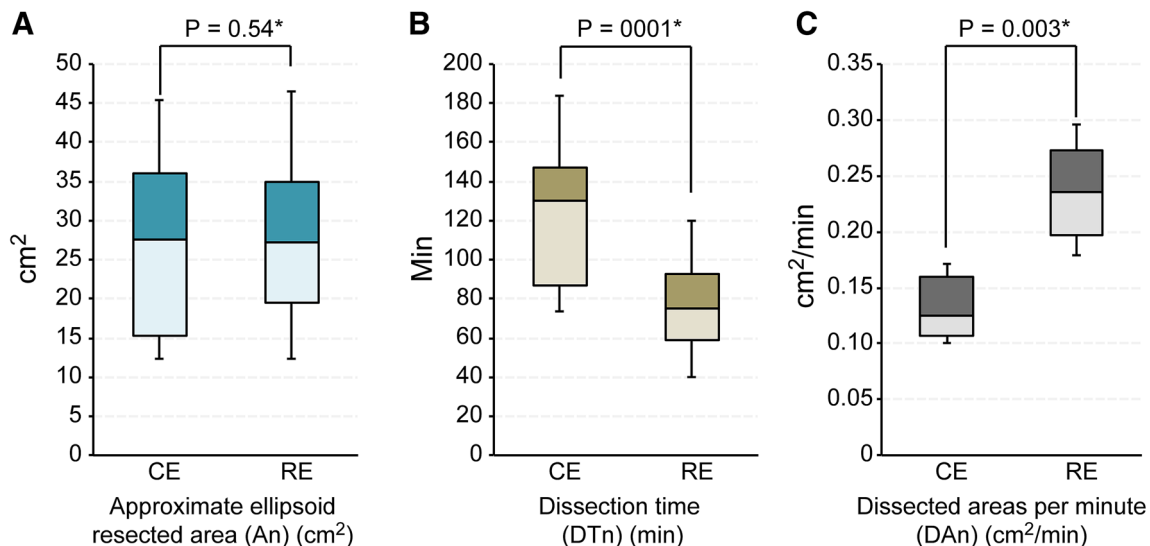 A
P = 0.54*
cm²
50
45
40
35
30
25
20
15
10
5
0
CE RE
Approximate ellipsoid
resected area (An) (cm²)
B
P = 0001*
Min
200
180
160
140
120
100
80
60
40
20
0
CE RE
Dissection time
(DTn) (min)
C
P = 0.003*
cm²/min
0.35
0.30
0.25
0.20
0.15
0.10
0.05
0
CE RE
Dissected areas per minute
(DAn) (cm²/min)